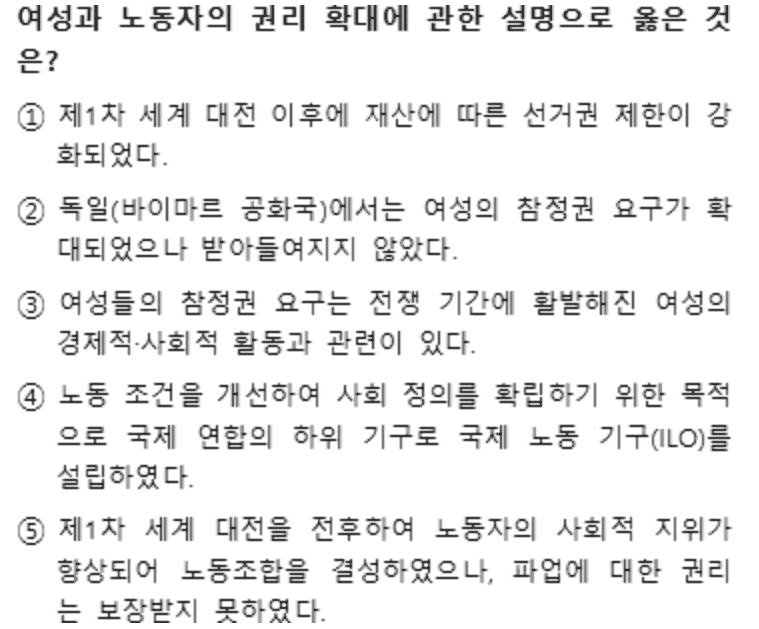 여성과 노동자의 권리 확대에 관한 설명으로 옳은 것
은?
① 제1차 세계 대전 이후에 재산에 따른 선거권 제한이 강
화되었다.
② 독일(바이마르 공화국)에서는 여성의 참정권 요구가 확
대되었으나 받아들여지지 않았다.
③ 여성들의 참정권 요구는 전쟁 기간에 활발해진 여성의
경제적·사회적 활동과 관련이 있다.
④ 노동 조건을 개선하여 사회 정의를 확립하기 위한 목적
으로 국제 연합의 하위 기구로 국제 노동 기구(ILO)를
설립하였다.
⑤ 제1차 세계 대전을 전후하여 노동자의 사회적 지위가
향상되어 노동조합을 결성하였으나, 파업에 대한 권리
는 보장받지 못하였다.